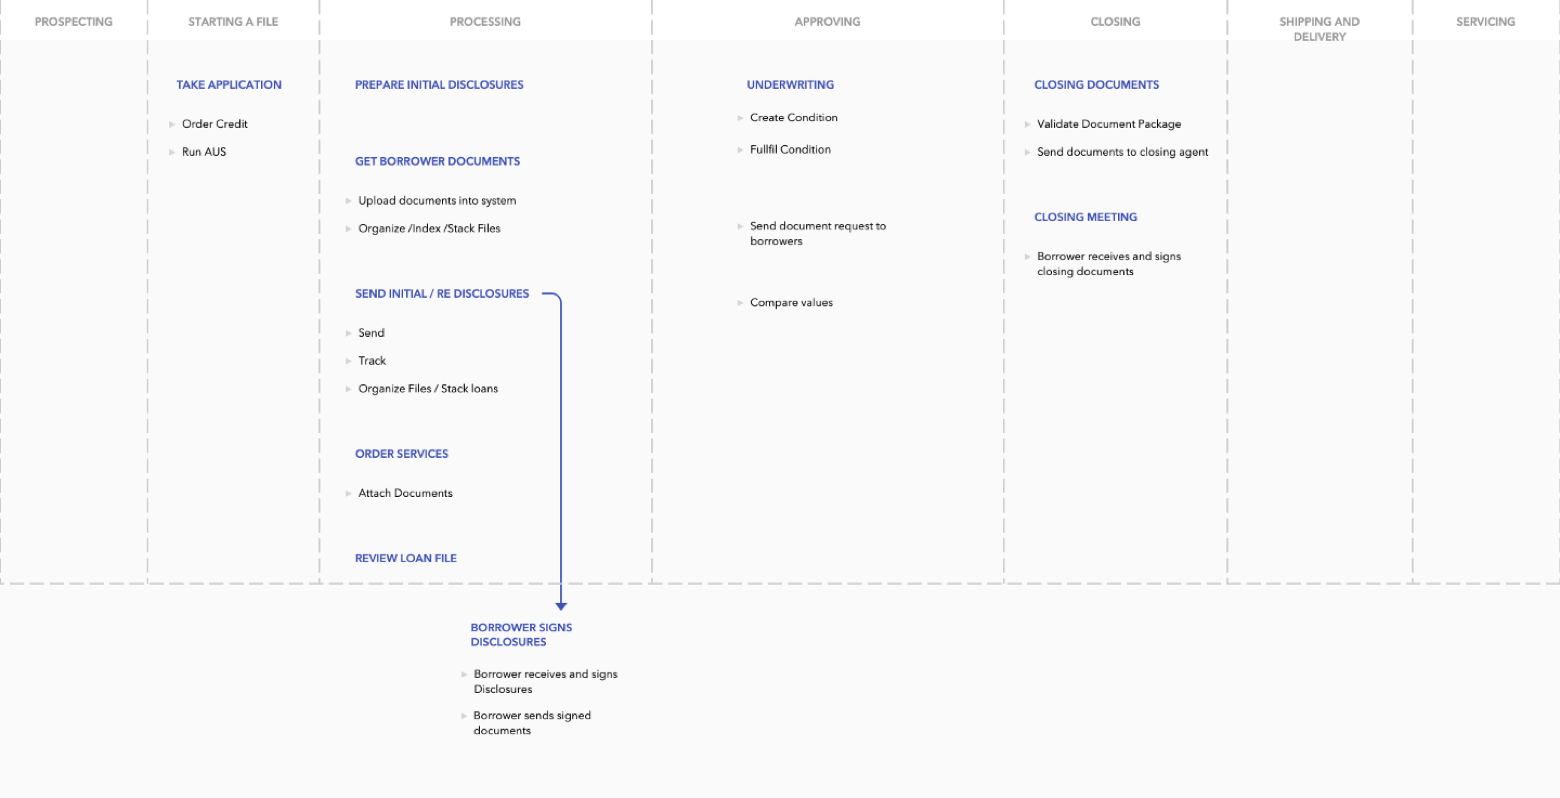 PROSPECTING
STARTING A FILE
PROCESSING
APPROVING
CLOSING
SHIPPING AND
DELIVERY
SERVICING
TAKE APPLICATION
Order Credit
Run AUS
PREPARE INITIAL DISCLOSURES
GET BORROWER DOCUMENTS
Upload documents into system
Organize /Index /Stack Files
SEND INITIAL / RE DISCLOSURES
Send
Track
Organize Files / Stack loans
ORDER SERVICES
Attach Documents
REVIEW LOAN FILE
BORROWER SIGNS
DISCLOSURES
Borrower receives and signs
Disclosures
Borrower sends signed
documents
UNDERWRITING
Create Condition
Fullfil Condition
Send document request to
borrowers
Compare values
CLOSING DOCUMENTS
Validate Document Package
Send documents to closing agent
CLOSING MEETING
Borrower receives and signs
closing documents